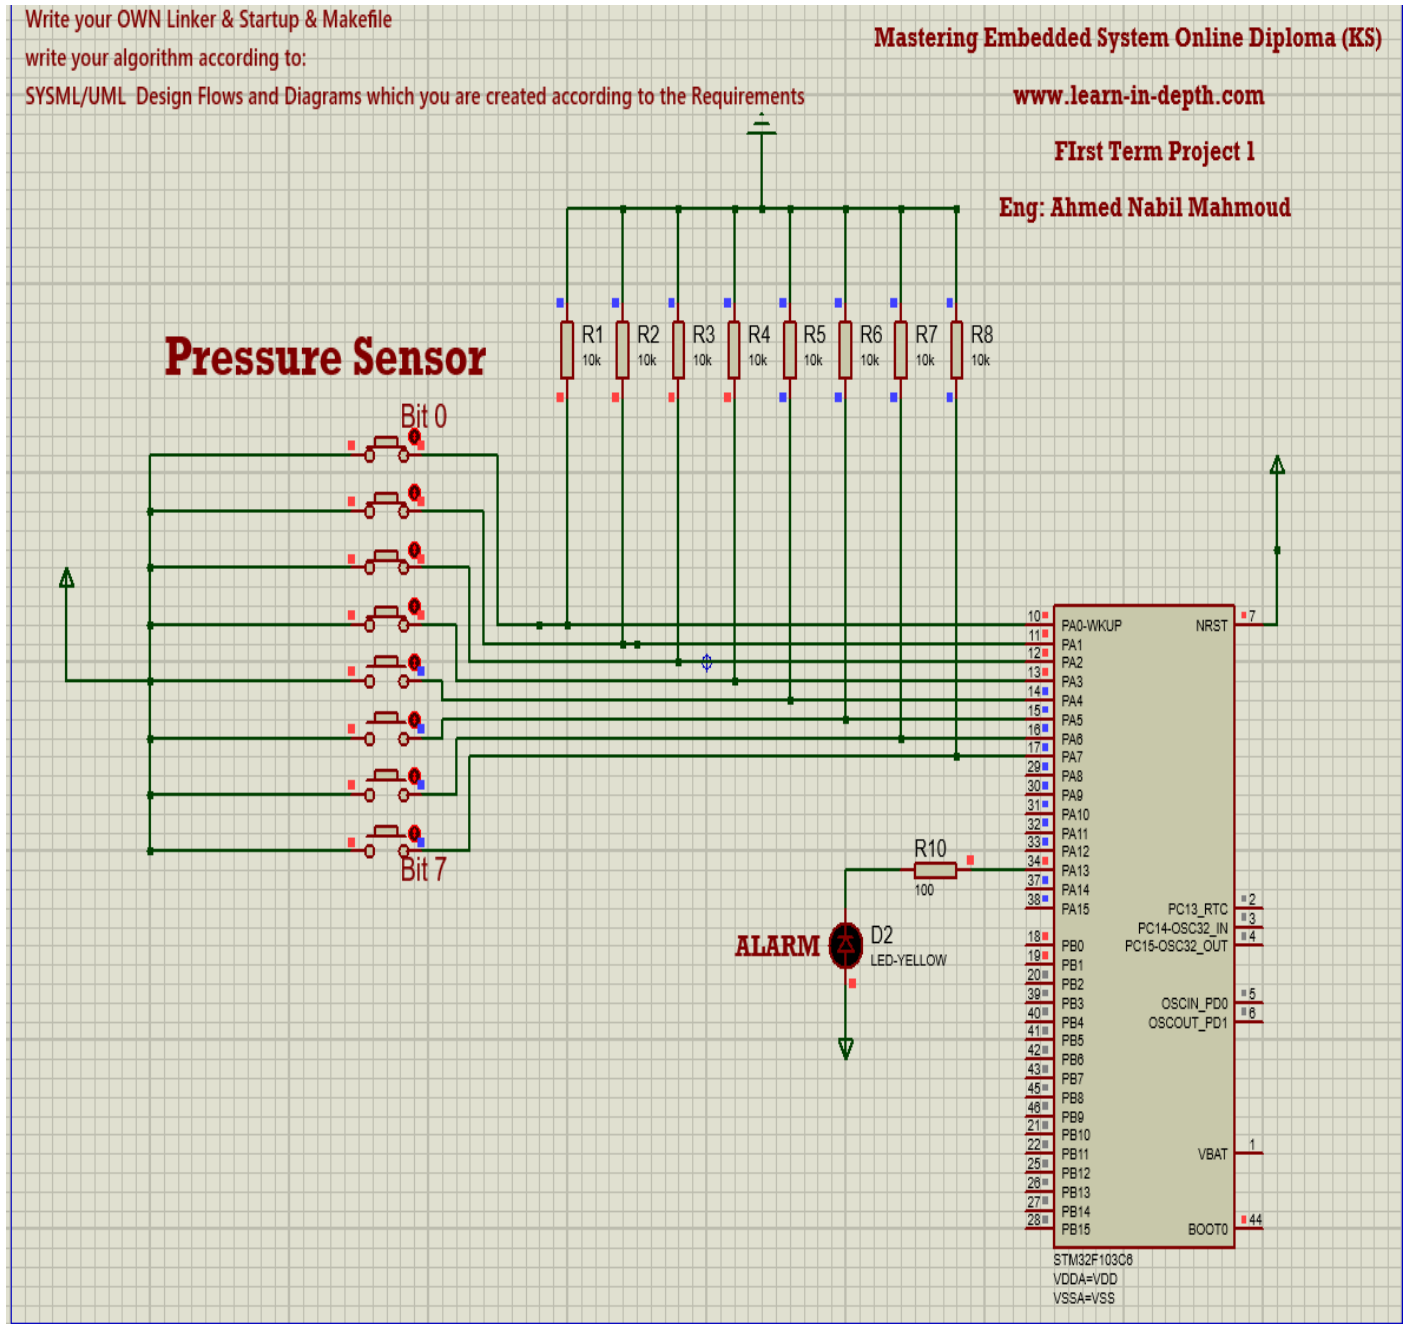 Write your OWN Linker & Startup & Makefile
write your algorithm according to:
SYSML/UML Design Flows and Diagrams which you are created according to the Requirements
Mastering Embedded System Online Diploma (KS)
www.learn-in-depth.com
FIrst Term Project 1
Eng: Ahmed Nabil Mahmoud
R1
10k
R2
10k
R3
10k
R4
10k
R5
10k
R6
10k
R7
10k
R8
10k
Pressure Sensor
Bit 0
Bit 7
R10
100
ALARM
D2
LED-YELLOW
10 PA0-WKUP
11 PA1
12 PA2
13 PA3
14 PA4
15 PA5
16 PA6
17 PA7
29 PA8
30 PA9
31 PA10
32 PA11
33 PA12
34 PA13
37 PA14
38 PA15
18 PB0
19 PB1
20 PB2
39 PB3
40 PB4
41 PB5
42 PB6
43 PB7
45 PB8
46 PB9
21 PB10
22 PB11
25 PB12
26 PB13
27 PB14
28 PB15
NRST 7
PC13_RTC 2
PC14-OSC32_IN 3
PC15-OSC32_OUT 4
OSCIN_PD0 5
OSCOUT_PD1 6
VBAT 1
BOOT0 44
STM32F103C6
VDDA=VDD
VSSA=VSS